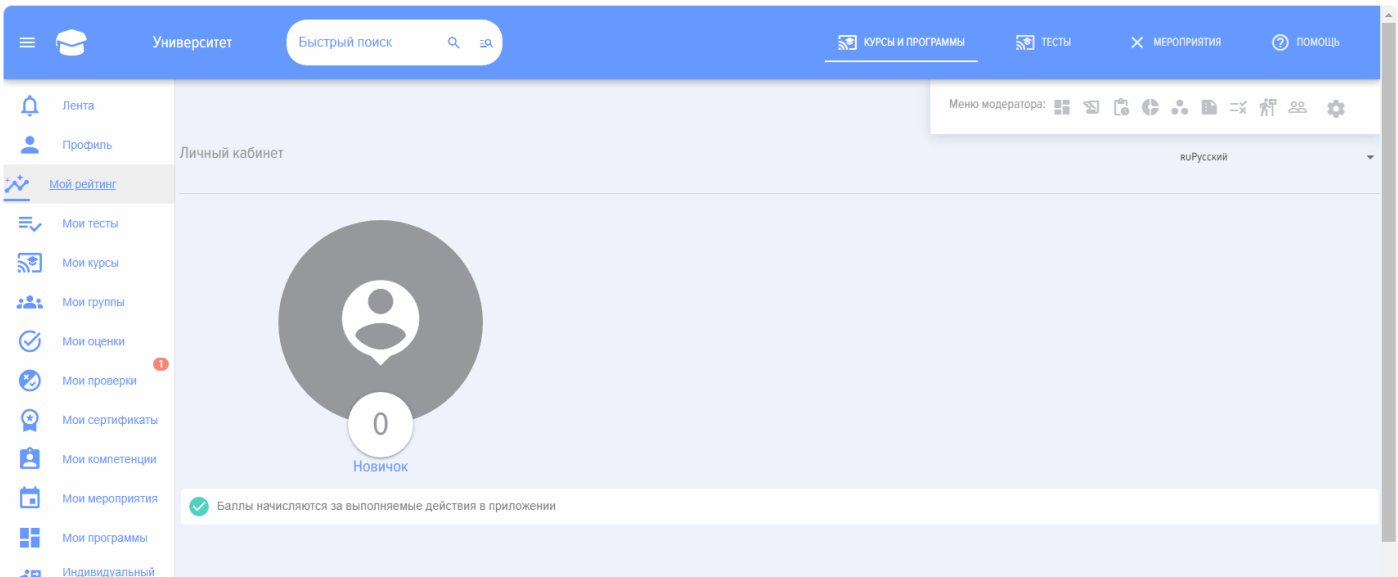 Университет
Быстрый поиск
КУРСЫ И ПРОГРАММЫ
ТЕСТЫ
МЕРОПРИЯТИЯ
ПОМОЩЬ
Меню модератора:
Лента
Профиль
Мой рейтинг
Мои тесты
Мои курсы
Мои группы
Мои оценки
1
Мои проверки
Мои сертификаты
Мои компетенции
Мои мероприятия
Мои программы
Индивидуальный
Личный кабинет
RUРусский
0
Новичок
Баллы начисляются за выполняемые действия в приложении